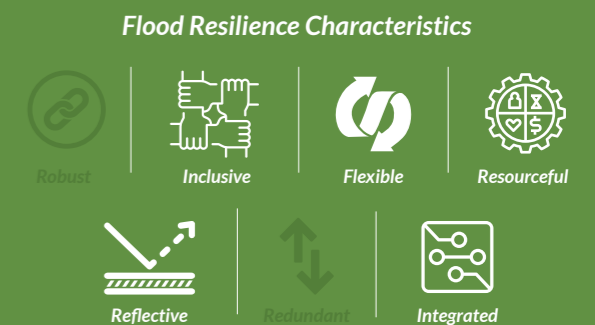 Flood Resilience Characteristics
Robust
Inclusive
Flexible
Resourceful
Reflective
Redundant
Integrated